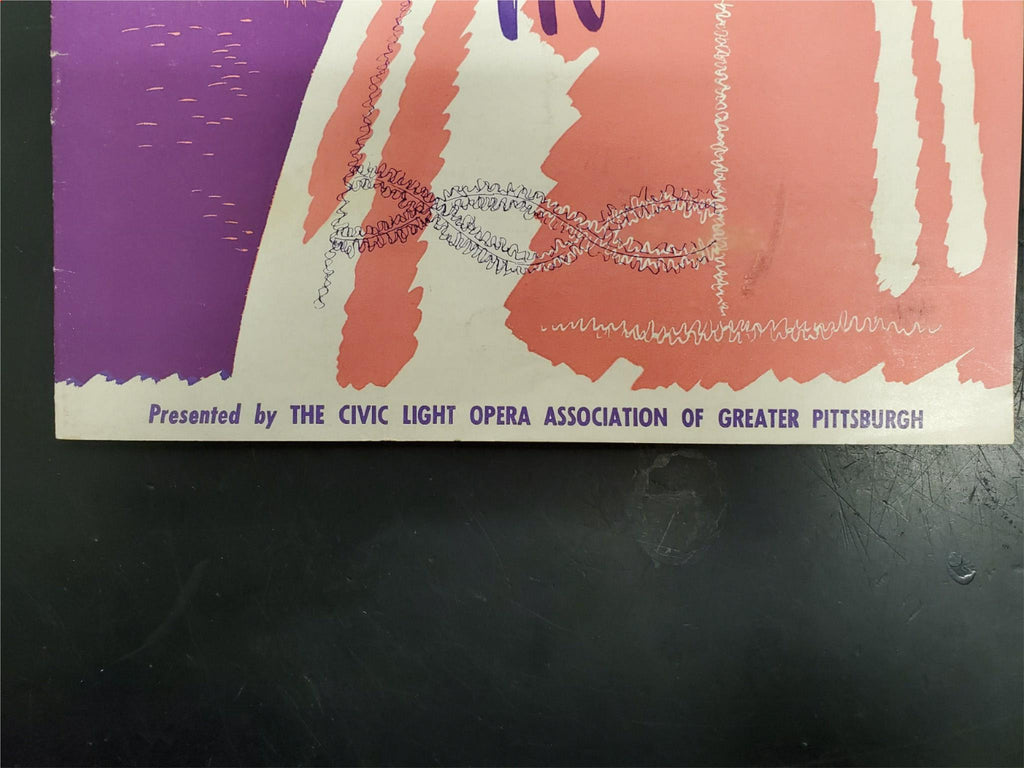 Presented by THE CIVIC LIGHT OPERA ASSOCIATION OF GREATER PITTSBURGH